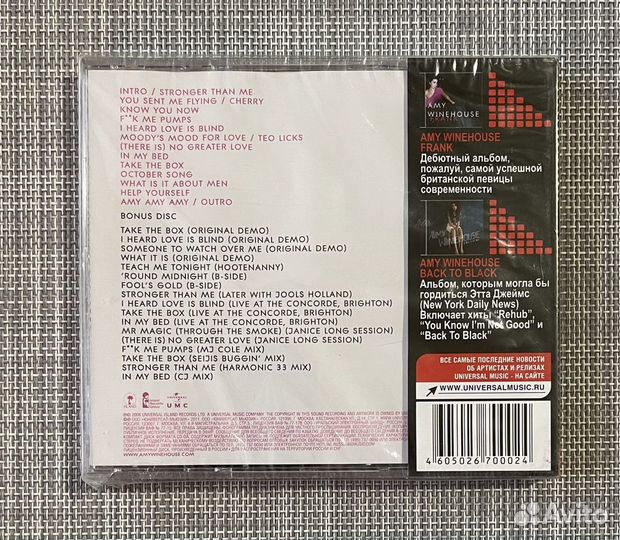 INTRO / STRONGER THAN ME
YOU SENT ME FLYING / CHERRY
KNOW YOU NOW
F**K ME PUMPS
I HEARD LOVE IS BLIND
MOODY'S MOOD FOR LOVE / TEO LICKS
(THERE IS) NO GREATER LOVE
IN MY BED
TAKE THE BOX
OCTOBER SONG
WHAT IS IT ABOUT MEN
HELP YOURSELF
AMY AMY AMY / OUTRO
BONUS DISC
TAKE THE BOX (ORIGINAL DEMO)
I HEARD LOVE IS BLIND (ORIGINAL DEMO)
SOMEONE TO WATCH OVER ME (ORIGINAL DEMO)
WHAT IT IS (ORIGINAL DEMO)
TEACH ME TONIGHT (HOOTENANNY)
'ROUND MIDNIGHT (B-SIDE)
FOOL'S GOLD (B-SIDE)
STRONGER THAN ME (LATER WITH JOOLS HOLLAND)
I HEARD LOVE IS BLIND (LIVE AT THE CONCORDE, BRIGHTON)
TAKE THE BOX (LIVE AT THE CONCORDE, BRIGHTON)
IN MY BED (LIVE AT THE CONCORDE, BRIGHTON)
MR MAGIC (THROUGH THE SMOKE) (JANICE LONG SESSION)
(THERE IS) NO GREATER LOVE (JANICE LONG SESSION)
F**K ME PUMPS (MJ COLE MIX)
TAKE THE BOX (SEIJIS BUGGIN' MIX)
STRONGER THAN ME (HARMONIC 33 MIX)
IN MY BED (CJ MIX)
ISLAND
UNIVERSAL
UMC
WWW.AMYWINEHOUSE.COM
AMY
WINEHOUSE
FRANK
AMY WINEHOUSE
FRANK
Дебютный альбом,
пожалуй, самой успешной
британской певицы
современности
AMY
WINEHOUSE
AMY WINEHOUSE
BACK TO BLACK
Альбом, которым могла бы
гордиться Этта Джеймс
(New York Daily News)
Включает хиты "Rehub",
"You Know I'm Not Good" и
"Back To Black"
ВСЕ САМЫЕ ПОСЛЕДНИЕ НОВОСТИ
ОБ АРТИСТАХ И РЕЛИЗАХ
UNIVERSAL MUSIC - НА САЙТЕ
WWW.UNIVERSALMUSIC.RU
4 605026 700024
Avito